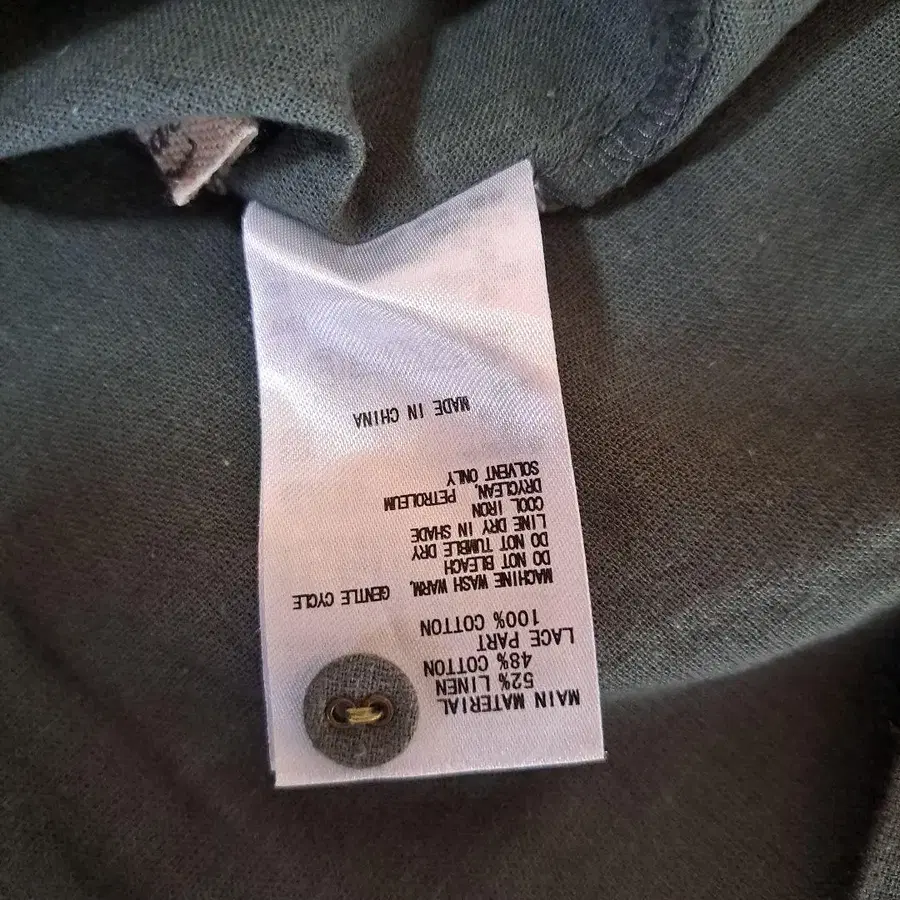 MAIN MATERIAL
52% LINEN
48% COTTON
LACE PART
100% COTTON
MACHINE WASH WARM, GENTLE CYCLE
DO NOT BLEACH
DO NOT TUMBLE DRY
LINE DRY IN SHADE
COOL IRON
DRYCLEAN, PETROLEUM
SOLVENT ONLY
MADE IN CHINA